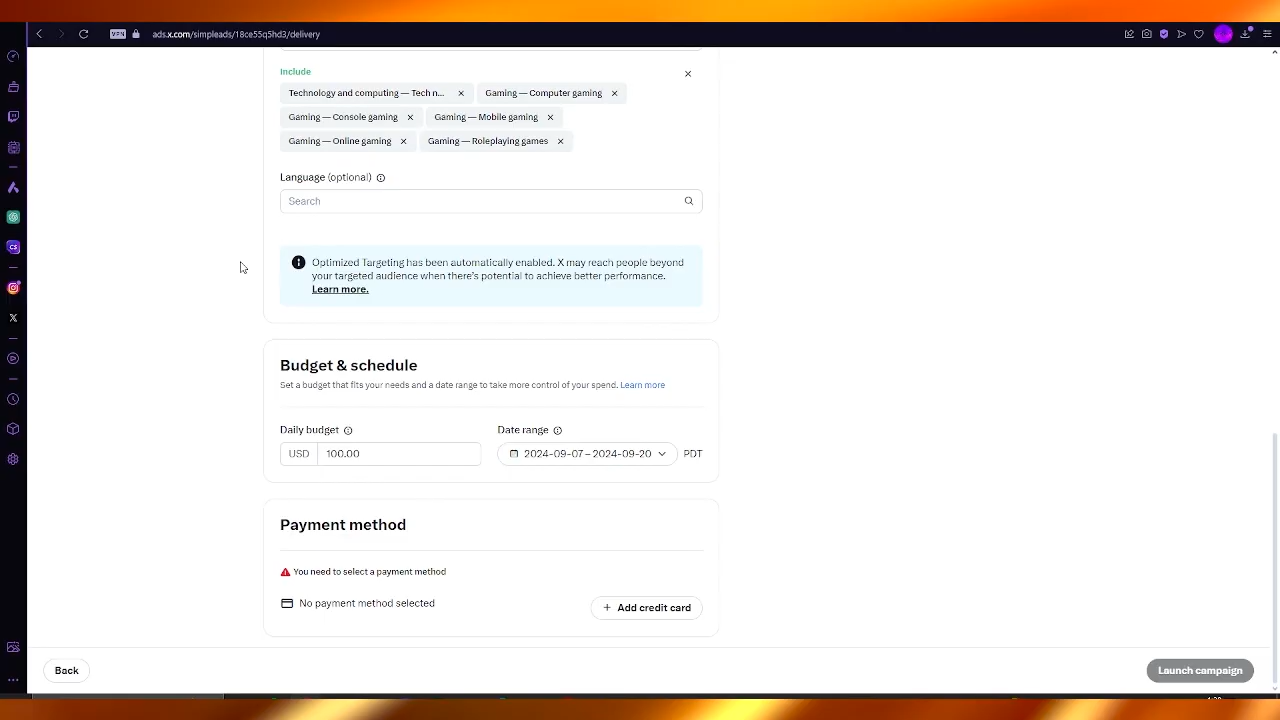 VPN
ads.x.com/simpleads/18ce55q5hd3/delivery
Include
Technology and computing — Tech n...
Gaming — Computer gaming
Gaming — Console gaming
Gaming — Mobile gaming
Gaming — Online gaming
Gaming — Roleplaying games
Language (optional)
Search
CS
Optimized Targeting has been automatically enabled. X may reach people beyond
your targeted audience when there's potential to achieve better performance.
Learn more.
Budget & schedule
Set a budget that fits your needs and a date range to take more control of your spend. Learn more
Daily budget
Date range
USD 100.00
2024-09-07 – 2024-09-20 PDT
Payment method
You need to select a payment method
No payment method selected
+ Add credit card
Back
Launch campaign